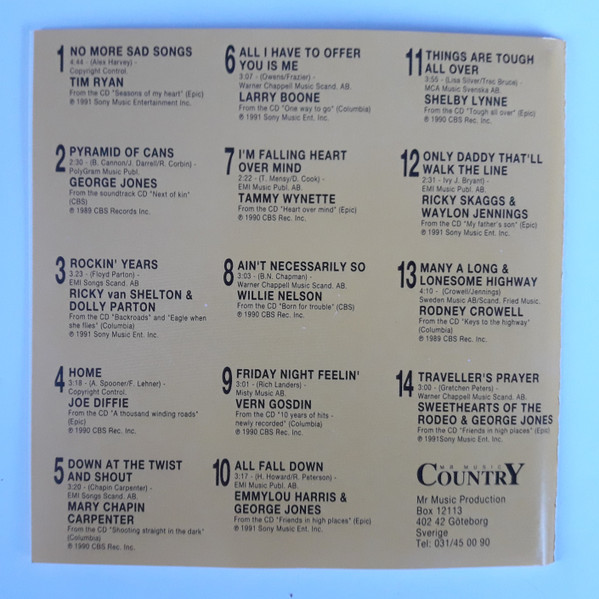 1 NO MORE SAD SONGS
4:44 - (Alex Harvey) -
Copyright Control.
TIM RYAN
From the CD "Seasons of my heart" (Epic)
℗ 1991 Sony Music Entertainment Inc.
2 PYRAMID OF CANS
2:30 - (B. Cannon/J. Darrell/R. Corbin) -
PolyGram Music Publ.
GEORGE JONES
From the soundtrack CD "Next of kin"
(CBS)
℗ 1989 CBS Records Inc.
3 ROCKIN' YEARS
3.23 - (Floyd Parton) -
EMI Songs Scand. AB
RICKY van SHELTON &
DOLLY PARTON
From the CD "Backroads" and "Eagle when
she flies" (Columbia)
℗ 1991 Sony Music Ent. Inc.
4 HOME
3:18 - (A. Spooner/F. Lehner) -
Copyright Control.
JOE DIFFIE
From the CD "A thousand winding roads"
(Epic)
℗ 1990 CBS Rec. Inc.
5 DOWN AT THE TWIST
AND SHOUT
3:20 - (Chapin Carpenter) -
EMI Songs Scand. AB.
MARY CHAPIN
CARPENTER
From the CD "Shooting straight in the dark"
(Columbia)
℗ 1990 CBS Rec. Inc.
6 ALL I HAVE TO OFFER
YOU IS ME
3.07 - (Owens/Frazier) -
Warner Chappell Music Scand. AB.
LARRY BOONE
From the CD "One way to go" (Columbia)
℗ 1991 Sony Music Ent. Inc.
7 I'M FALLING HEART
OVER MIND
2:22 - (T. Mensy/D. Cook) -
EMI Music Publ. AB.
TAMMY WYNETTE
From the CD "Heart over mind" (Epic)
℗ 1990 CBS Rec. Inc.
8 AIN'T NECESSARILY SO
3:03 - (B.N. Chapman) -
Warner Chappell Music Scand. AB.
WILLIE NELSON
From the CD "Born for trouble" (CBS)
℗ 1990 CBS Rec. Inc.
9 FRIDAY NIGHT FEELIN'
3:01 - (Rich Landers) -
Misty Music AB.
VERN GOSDIN
From the CD "10 years of hits -
newly recorded" (Columbia)
℗ 1990 CBS Rec. Inc.
10 ALL FALL DOWN
3:17 - (H. Howard/R. Peterson) -
EMI Music Publ. AB.
EMMYLOU HARRIS &
GEORGE JONES
From the CD "Friends in high places" (Epic)
℗ 1991 Sony Music Ent. Inc.
11 THINGS ARE TOUGH
ALL OVER
3:55 - (Lisa Silver/Trec Bruce) -
MCA Music Svenska AB.
SHELBY LYNNE
From the CD "Tough all over" (Epic)
℗ 1990 CBS Rec. Inc.
12 ONLY DADDY THAT'LL
WALK THE LINE
2:31 - Ivy J. Bryant) -
EMI Music Publ. AB.
RICKY SKAGGS &
WAYLON JENNINGS
From the CD "My father's son" (Epic)
℗ 1991 Sony Music Ent. Inc.
13 MANY A LONG &
LONESOME HIGHWAY
4:10 - (Crowell/Jennings)
Sweden Music AB/Scand. Fried Music.
RODNEY CROWELL
From the CD "Keys to the highway"
(Columbia)
℗ 1989 CBS Rec. Inc.
14 TRAVELLER'S PRAYER
3:00 - (Gretchen Peters) -
Warner Chappell Music Scand. AB.
SWEETHEARTS OF THE
RODEO & GEORGE JONES
From the CD "Friends in high places" (Epic)
℗ 1991Sony Music Ent. Inc.
MR MUSIC
COUNTRY
Mr Music Production
Box 12113
402 42 Göteborg
Sverige
Tel: 031/45 00 90